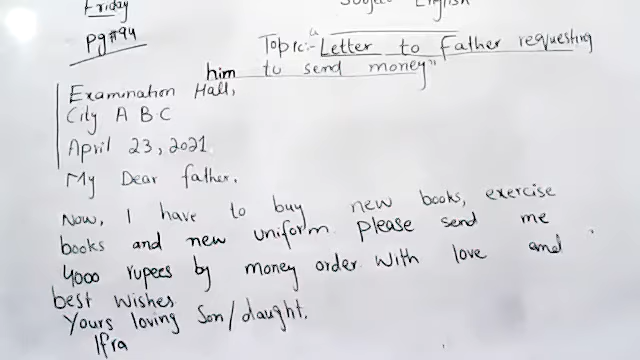 Friday
Subject English
Pg#94
Topic:- "Letter to Father requesting
him to send money"
Examination Hall,
City A B C
April 23, 2021
My Dear father.
Now, I have to buy new books, exercise
books and new uniform. Please send me
4000 rupees by money order. With love and
best wishes
Yours loving Son/daught.
Ifra